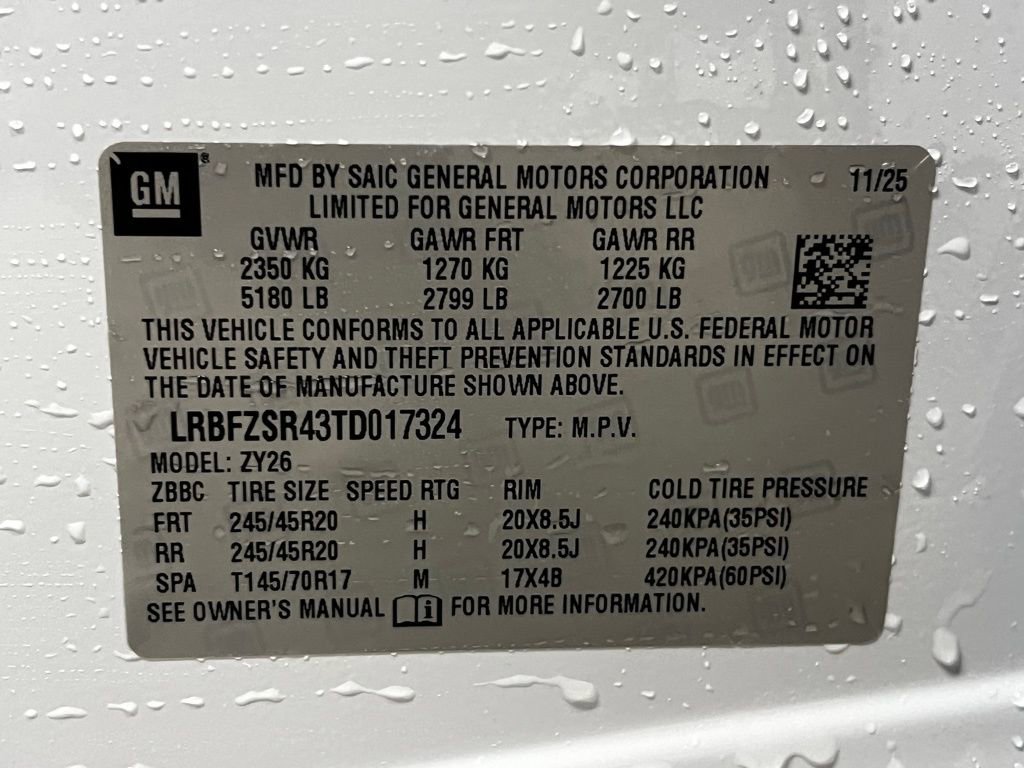 GM ® MFD BY SAIC GENERAL MOTORS CORPORATION 11/25
LIMITED FOR GENERAL MOTORS LLC
GVWR GAWR FRT GAWR RR
2350 KG 1270 KG 1225 KG
5180 LB 2799 LB 2700 LB
THIS VEHICLE CONFORMS TO ALL APPLICABLE U.S. FEDERAL MOTOR
VEHICLE SAFETY AND THEFT PREVENTION STANDARDS IN EFFECT ON
THE DATE OF MANUFACTURE SHOWN ABOVE.
LRBFZSR43TD017324 TYPE: M.P.V.
MODEL: ZY26
ZBBC TIRE SIZE SPEED RTG RIM COLD TIRE PRESSURE
FRT 245/45R20 H 20X8.5J 240KPA(35PSI)
RR 245/45R20 H 20X8.5J 240KPA(35PSI)
SPA T145/70R17 M 17X4B 420KPA(60PSI)
SEE OWNER'S MANUAL i FOR MORE INFORMATION.